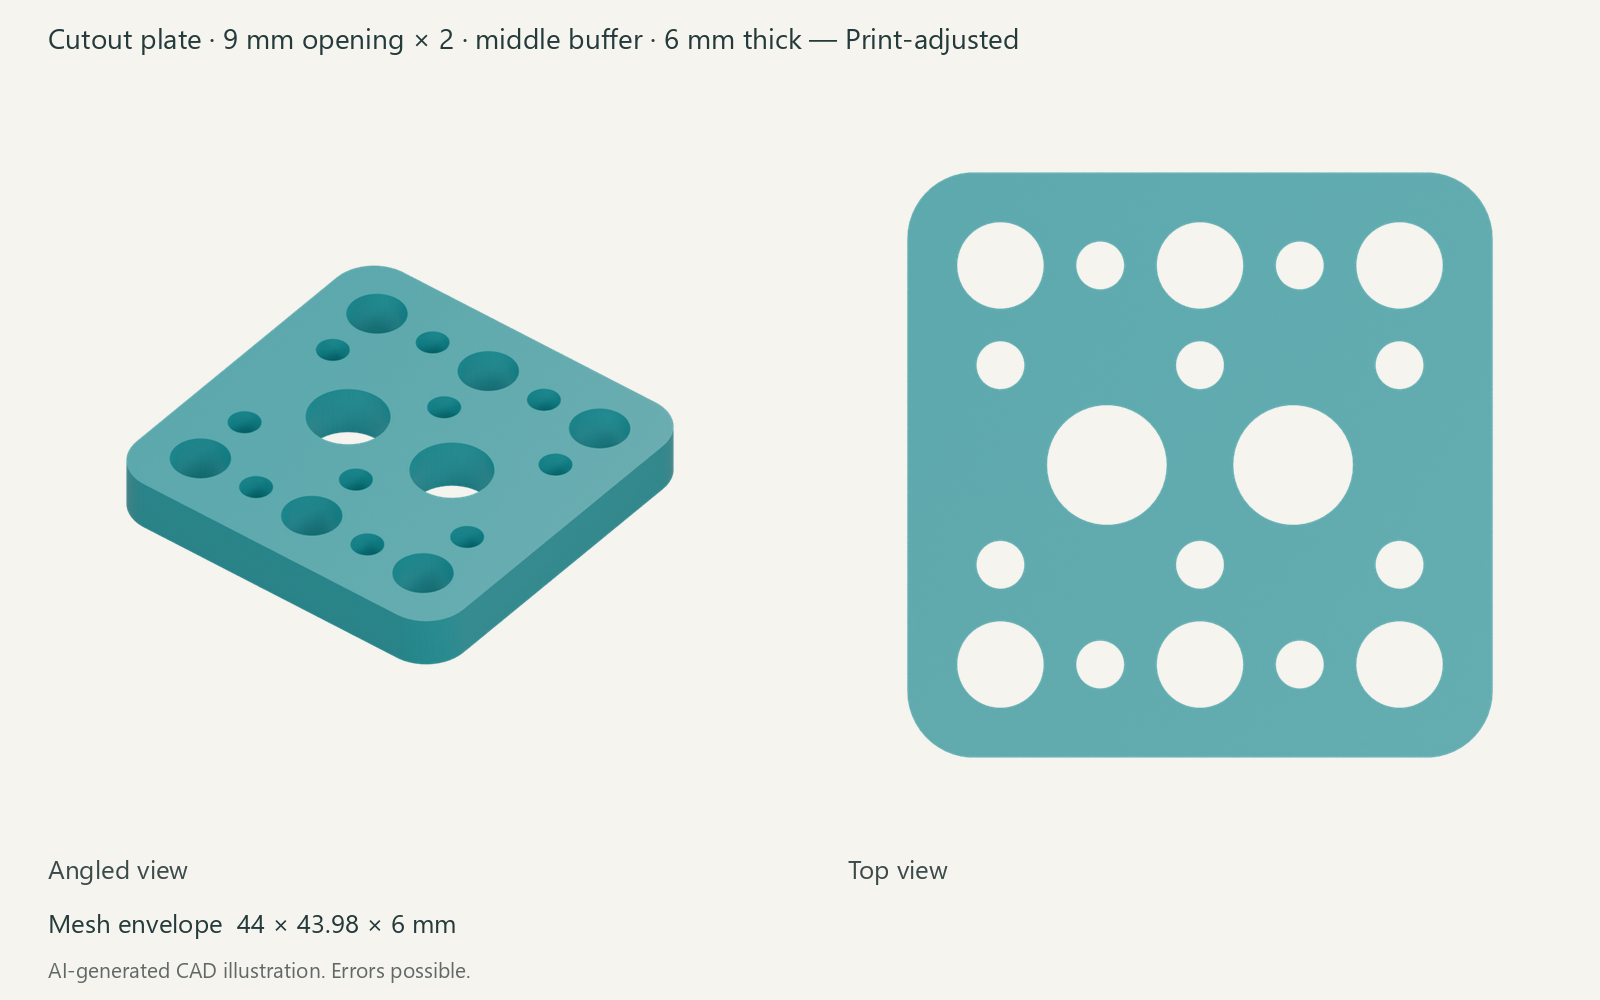 Cutout plate · 9 mm opening × 2 · middle buffer · 6 mm thick — Print-adjusted
Angled view
Top view
Mesh envelope 44 × 43.98 × 6 mm
AI-generated CAD illustration. Errors possible.